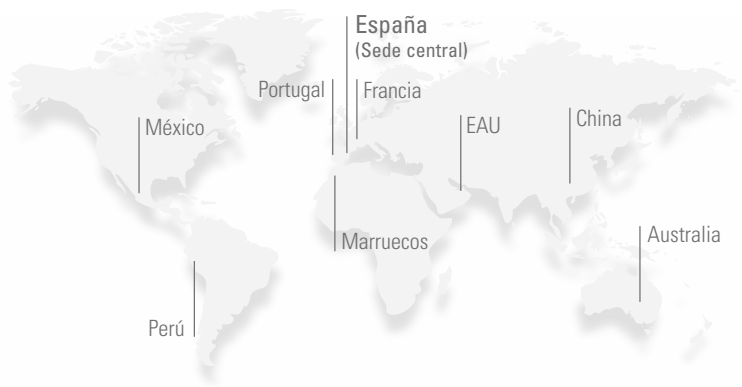 España
(Sede central)
Portugal
Francia
México
EAU
China
Marruecos
Australia
Perú